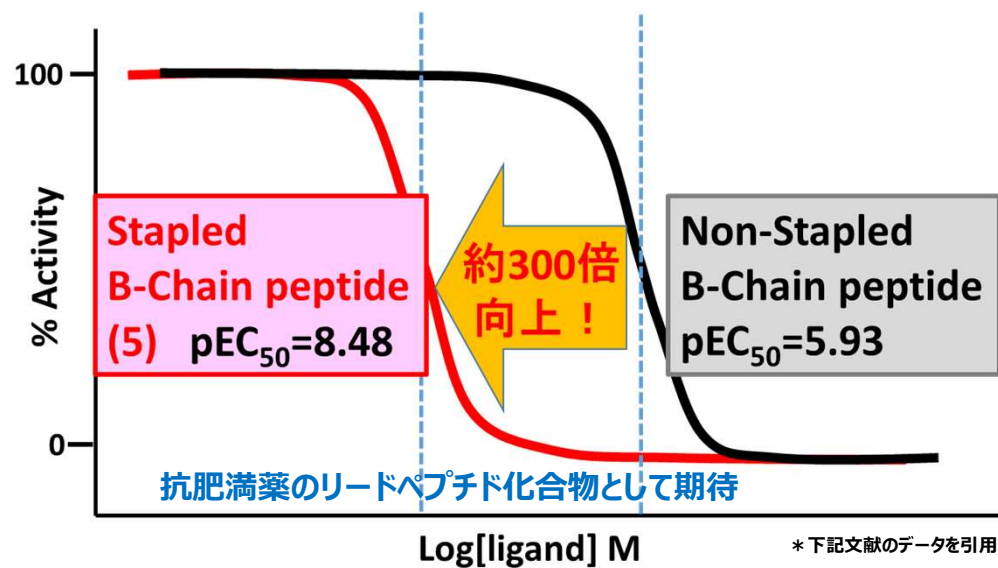 100
% Activity
0
Stapled
B-Chain peptide
(5) pEC₅₀=8.48
約300倍
向上！
Non-Stapled
B-Chain peptide
pEC₅₀=5.93
抗肥満薬のリードペプチド化合物として期待
Log[ligand] M
＊下記文献のデータを引用